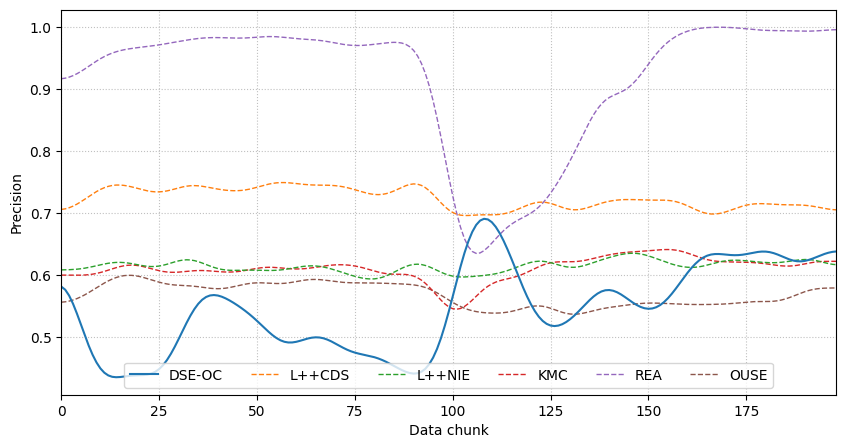 1.0
0.9
0.8
0.7
0.6
0.5
Precision
0 25 50 75 100 125 150 175
Data chunk
DSE-OC L++CDS L++NIE KMC REA OUSE